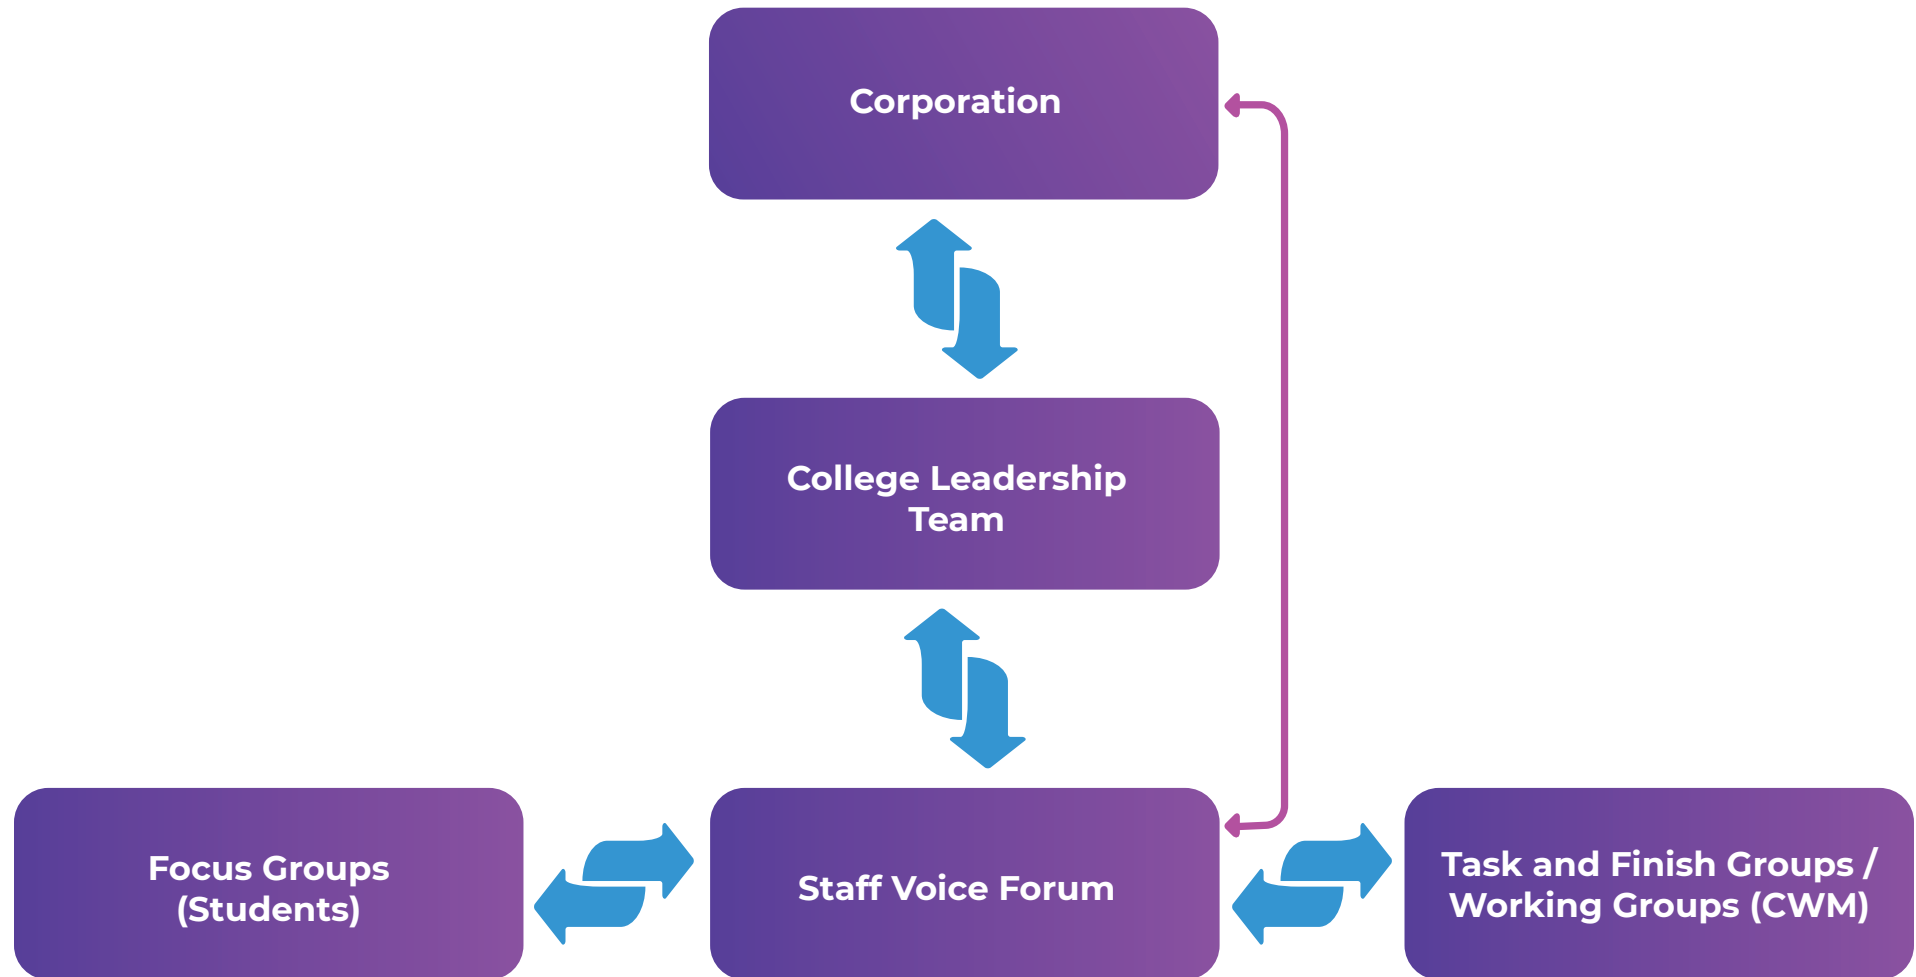 Corporation
College Leadership
Team
Focus Groups
(Students)
Staff Voice Forum
Task and Finish Groups /
Working Groups (CWM)